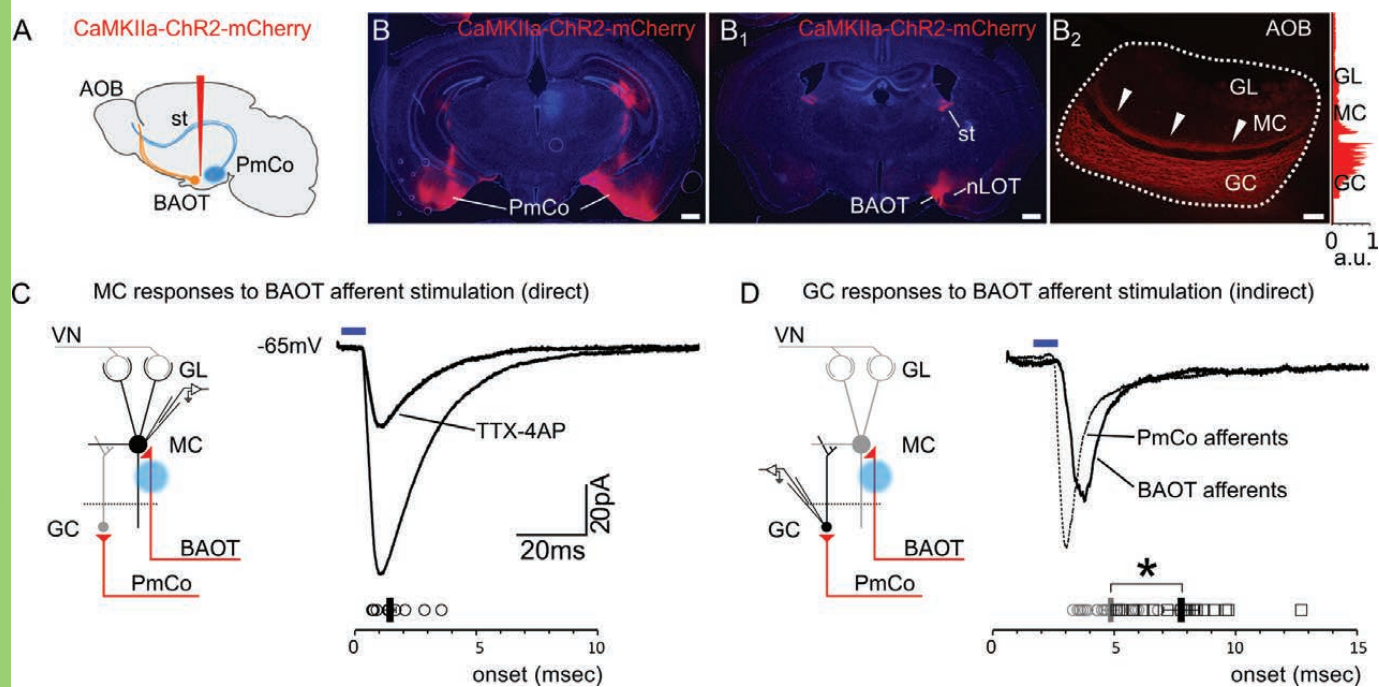 A
CaMKIIa-ChR2-mCherry
AOB
st
PmCo
BAOT
B
CaMKIIa-ChR2-mCherry
PmCo
B₁
CaMKIIa-ChR2-mCherry
st
nLOT
BAOT
B₂
AOB
GL
MC
GC
GL
MC
GC
0 1
a.u.
C MC responses to BAOT afferent stimulation (direct)
VN
GL
MC
GC
BAOT
PmCo
-65mV
TTX-4AP
20pA
20ms
0 5 10
onset (msec)
D GC responses to BAOT afferent stimulation (indirect)
VN
GL
MC
GC
BAOT
PmCo
PmCo afferents
BAOT afferents
*
0 5 10 15
onset (msec)